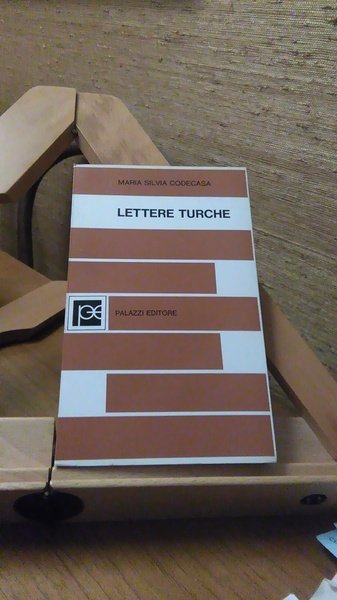 MARIA SILVIA CODECASA
LETTERE TURCHE
PALAZZI EDITORE